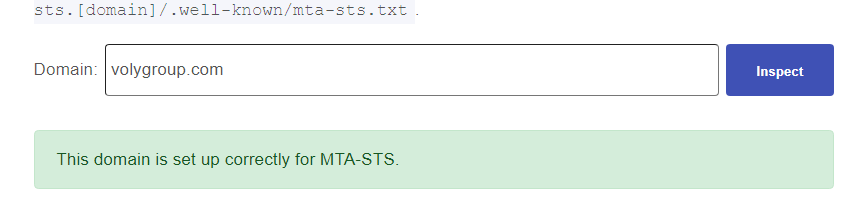 sts.[domain]/.well-known/mta-sts.txt.
Domain: volygroup.com Inspect
This domain is set up correctly for MTA-STS.